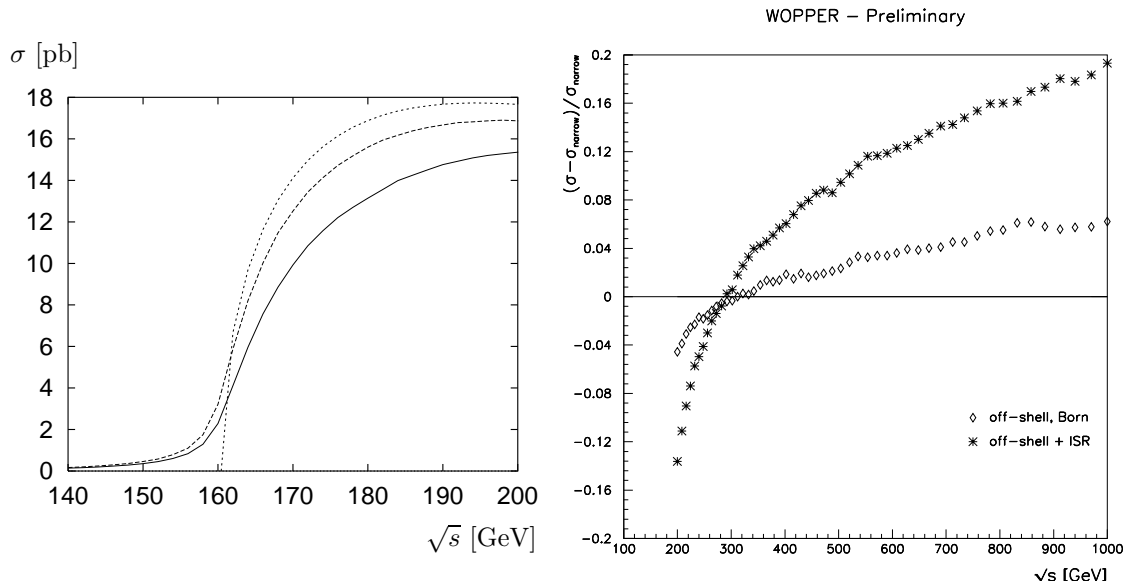 σ [pb]
18
16
14
12
10
8
6
4
2
0
140 150 160 170 180 190 200
√s [GeV]
WOPPER – Preliminary
(σ−σnarrow)/σnarrow
0.2
0.16
0.12
0.08
0.04
0
−0.04
−0.08
−0.12
−0.16
−0.2
off−shell, Born
off−shell + ISR
100 200 300 400 500 600 700 800 900 1000
√s [GeV]